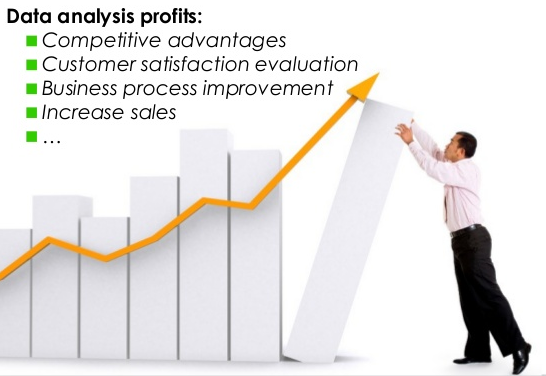 Data analysis profits:
Competitive advantages
Customer satisfaction evaluation
Business process improvement
Increase sales
…